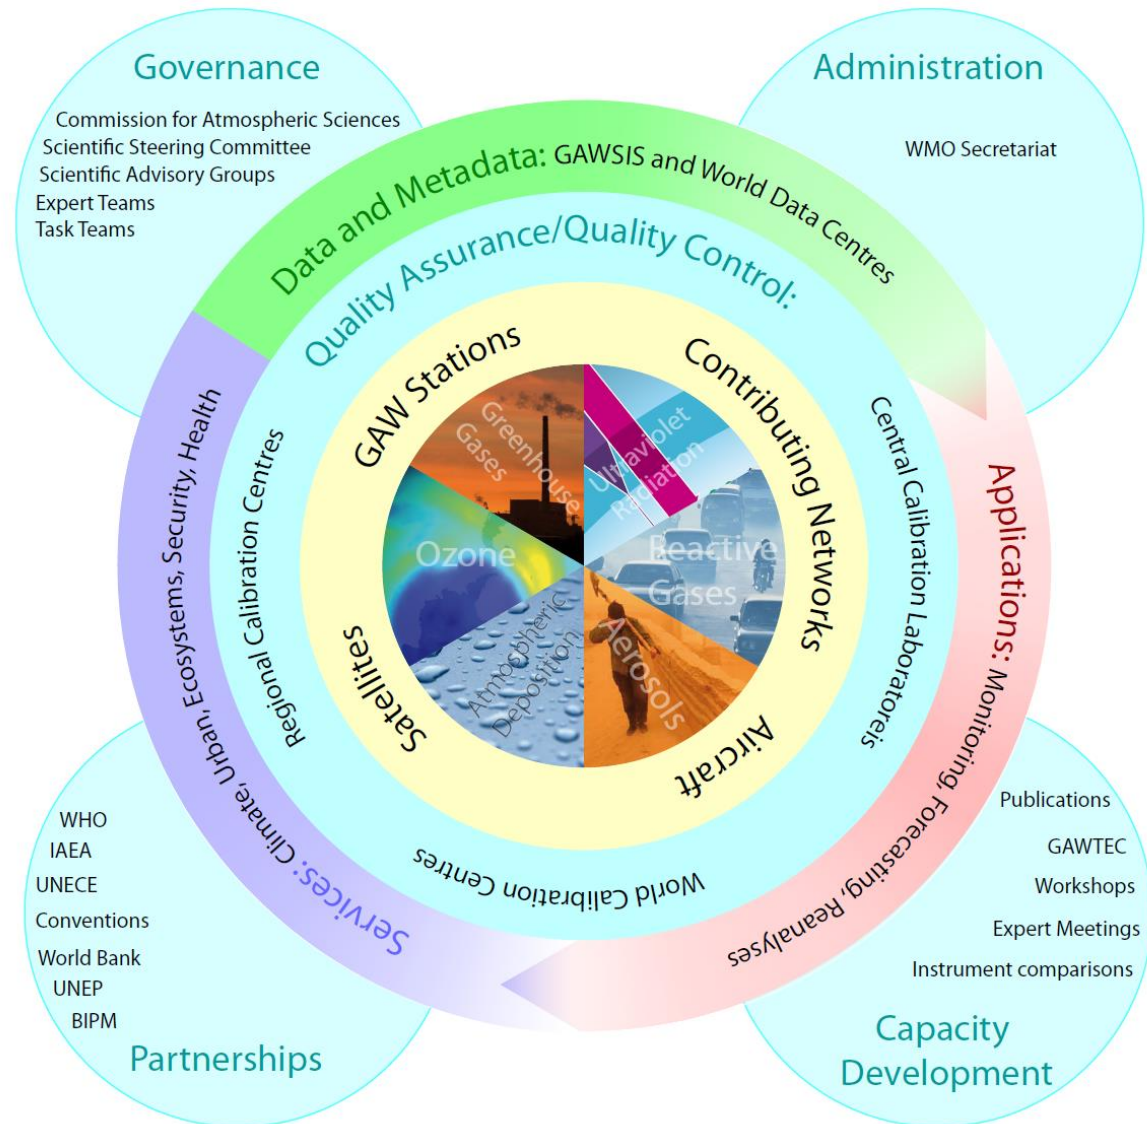 Governance
Commission for Atmospheric Sciences
Scientific Steering Committee
Scientific Advisory Groups
Expert Teams
Task Teams
Administration
WMO Secretariat
Data and Metadata: GAWSIS and World Data Centres
Quality Assurance/Quality Control:
GAW Stations
Contributing Networks
Greenhouse
Gases
Ultraviolet
Radiation
Ozone
Reactive
Gases
Atmospheric
Deposition
Aerosols
Satellites
Aircraft
Regional Calibration Centres
Central Calibration Laboratoreis
World Calibration Centres
Applications: Monitoring, Forecasting, Reanalyses
Services: Climate, Urban, Ecosystems, Security, Health
WHO
IAEA
UNECE
Conventions
World Bank
UNEP
BIPM
Partnerships
Publications
GAWTEC
Workshops
Expert Meetings
Instrument comparisons
Capacity
Development